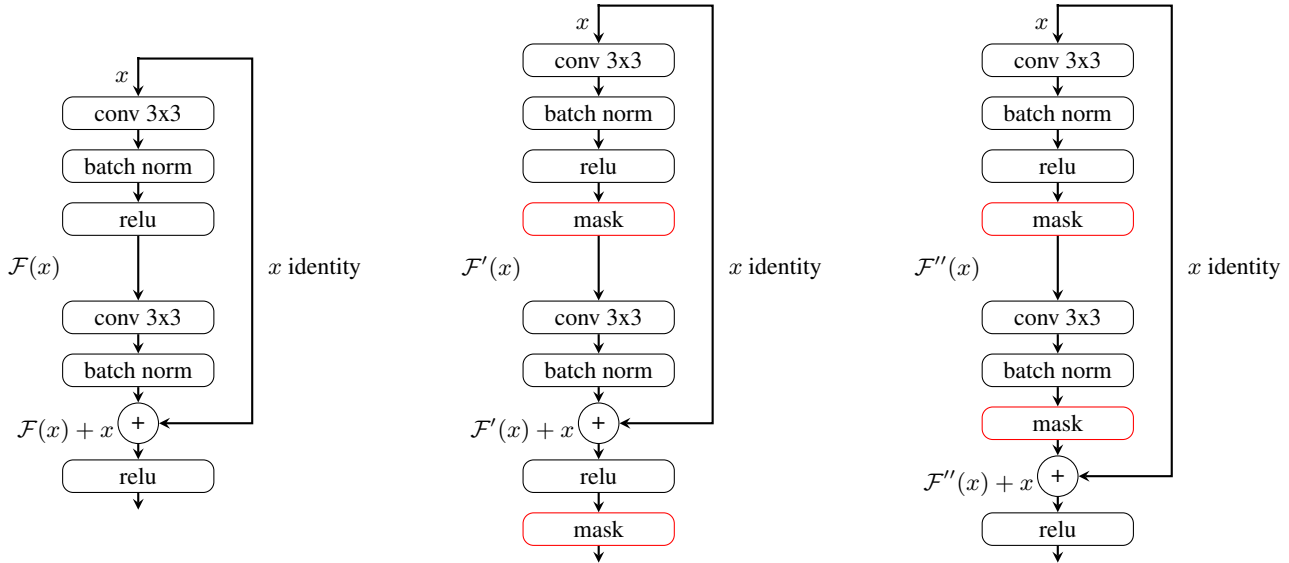 x
conv 3x3
batch norm
relu
F(x)
x identity
conv 3x3
batch norm
F(x) + x
+
relu
x
conv 3x3
batch norm
relu
mask
F′(x)
x identity
conv 3x3
batch norm
F′(x) + x
+
relu
mask
x
conv 3x3
batch norm
relu
mask
F′′(x)
x identity
conv 3x3
batch norm
mask
F′′(x) + x
+
relu